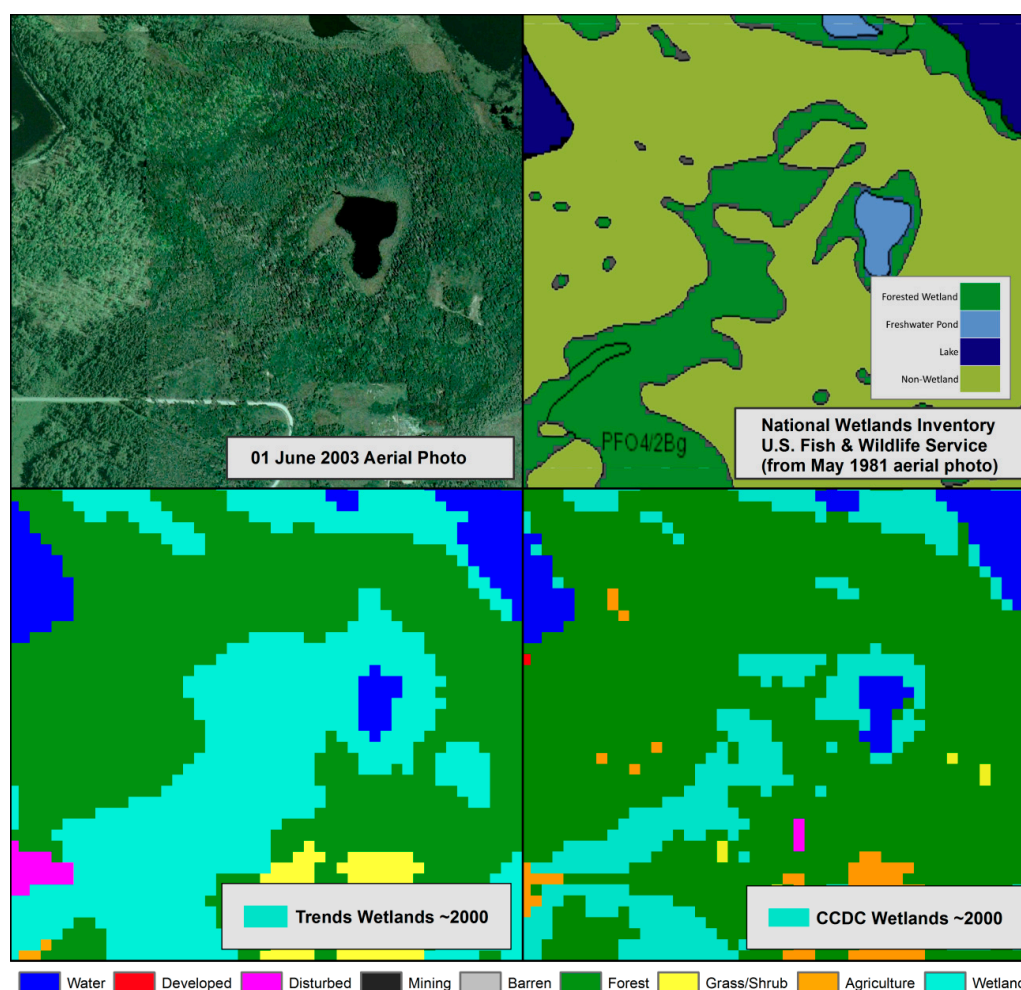 01 June 2003 Aerial Photo
Forested Wetland
Freshwater Pond
Lake
Non-Wetland
PFO4/2Bg
National Wetlands Inventory
U.S. Fish & Wildlife Service
(from May 1981 aerial photo)
Trends Wetlands ~2000
CCDC Wetlands ~2000
Water Developed Disturbed Mining Barren Forest Grass/Shrub Agriculture Wetland